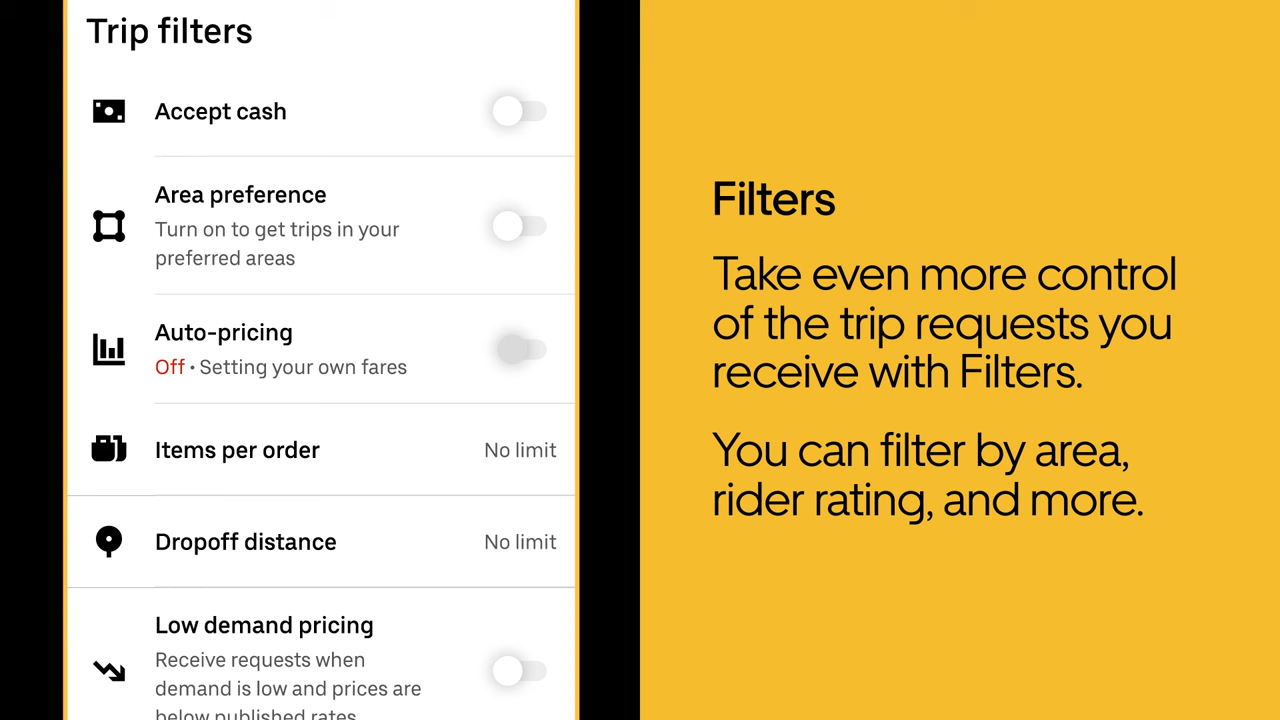 Trip filters
Accept cash
Area preference
Turn on to get trips in your
preferred areas
Auto-pricing
Off • Setting your own fares
Items per order
No limit
Dropoff distance
No limit
Low demand pricing
Receive requests when
demand is low and prices are
below published rates
Filters
Take even more control
of the trip requests you
receive with Filters.
You can filter by area,
rider rating, and more.